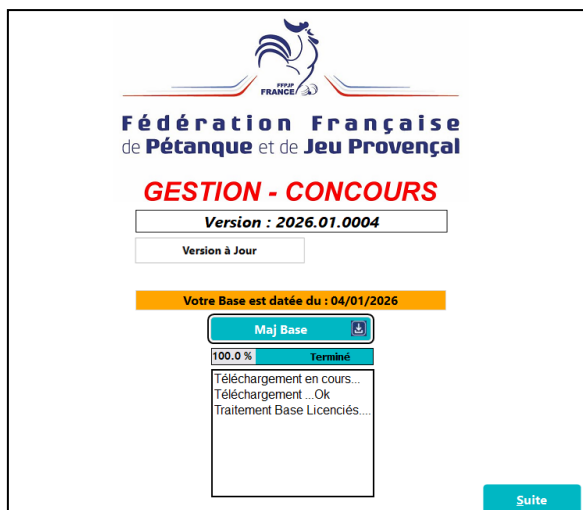 FFPJP
FRANCE
Fédération Française
de Pétanque et de Jeu Provençal
GESTION - CONCOURS
Version : 2026.01.0004
Version à Jour
Votre Base est datée du : 04/01/2026
Maj Base
100.0 % Terminé
Téléchargement en cours...
Téléchargement ...Ok
Traitement Base Licenciés....
Suite